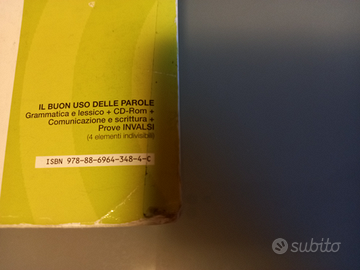 IL BUON USO DELLE PAROLE
Grammatica e lessico + CD-Rom +
Comunicazione e scrittura +
Prove INVALSI
(4 elementi indivisibili)
ISBN 978-88-6964-348-4-C
subito